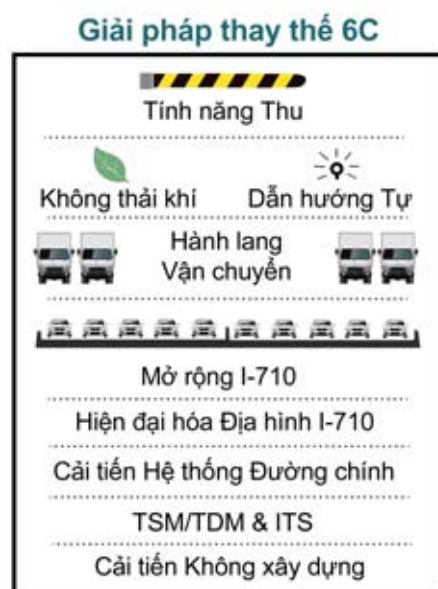 Giải pháp thay thế 6C
Tính năng Thu
Không thải khí
Dẫn hướng Tự
Hành lang
Vận chuyển
Mở rộng I-710
Hiện đại hóa Địa hình I-710
Cải tiến Hệ thống Đường chính
TSM/TDM & ITS
Cải tiến Không xây dựng